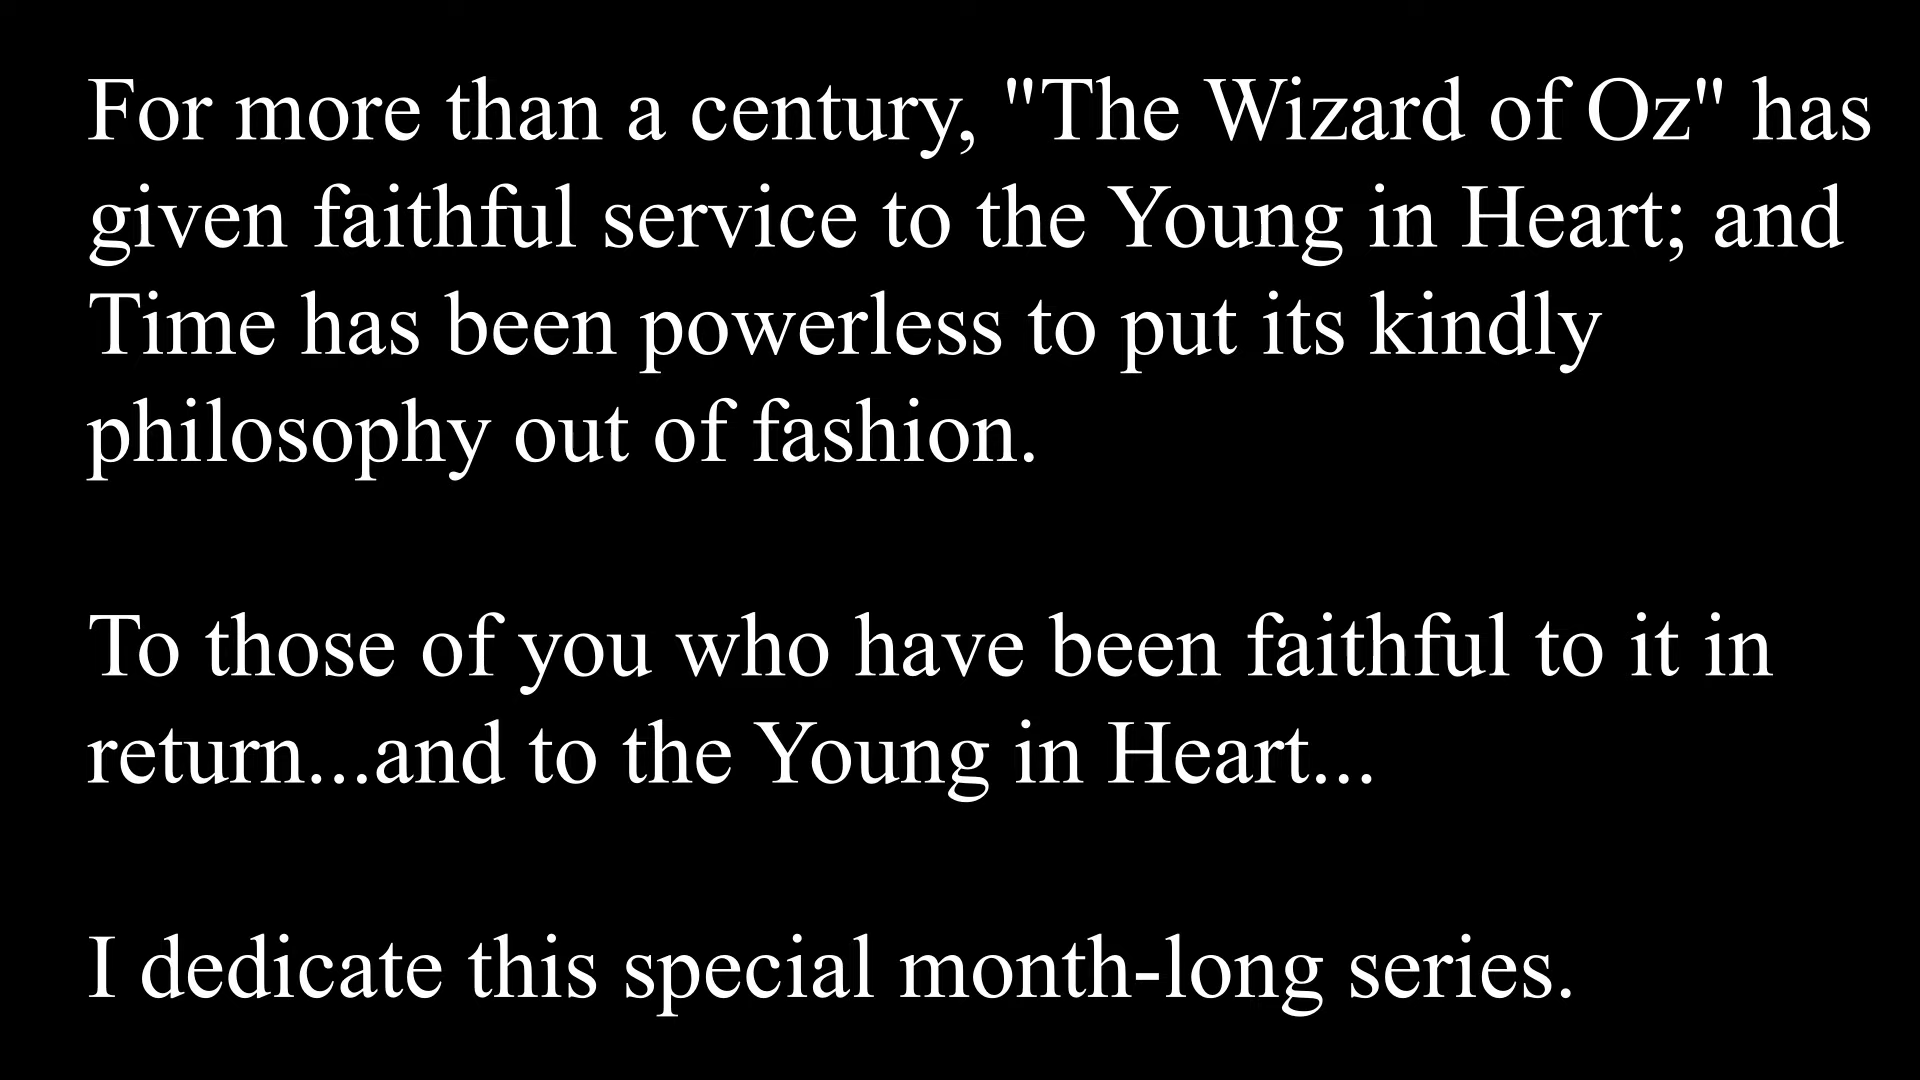 For more than a century, "The Wizard of Oz" has
given faithful service to the Young in Heart; and
Time has been powerless to put its kindly
philosophy out of fashion.
To those of you who have been faithful to it in
return...and to the Young in Heart...
I dedicate this special month-long series.